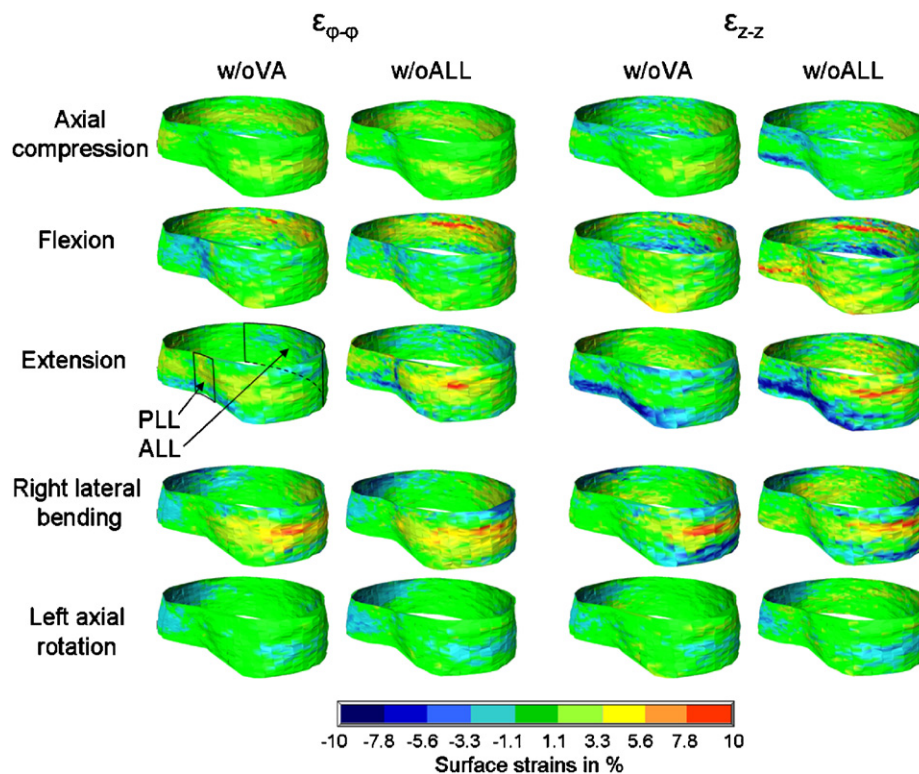 εφ-φ εz-z
w/oVA w/oALL w/oVA w/oALL
Axial
compression
Flexion
Extension
PLL
ALL
Right lateral
bending
Left axial
rotation
-10 -7.8 -5.6 -3.3 -1.1 1.1 3.3 5.6 7.8 10
Surface strains in %